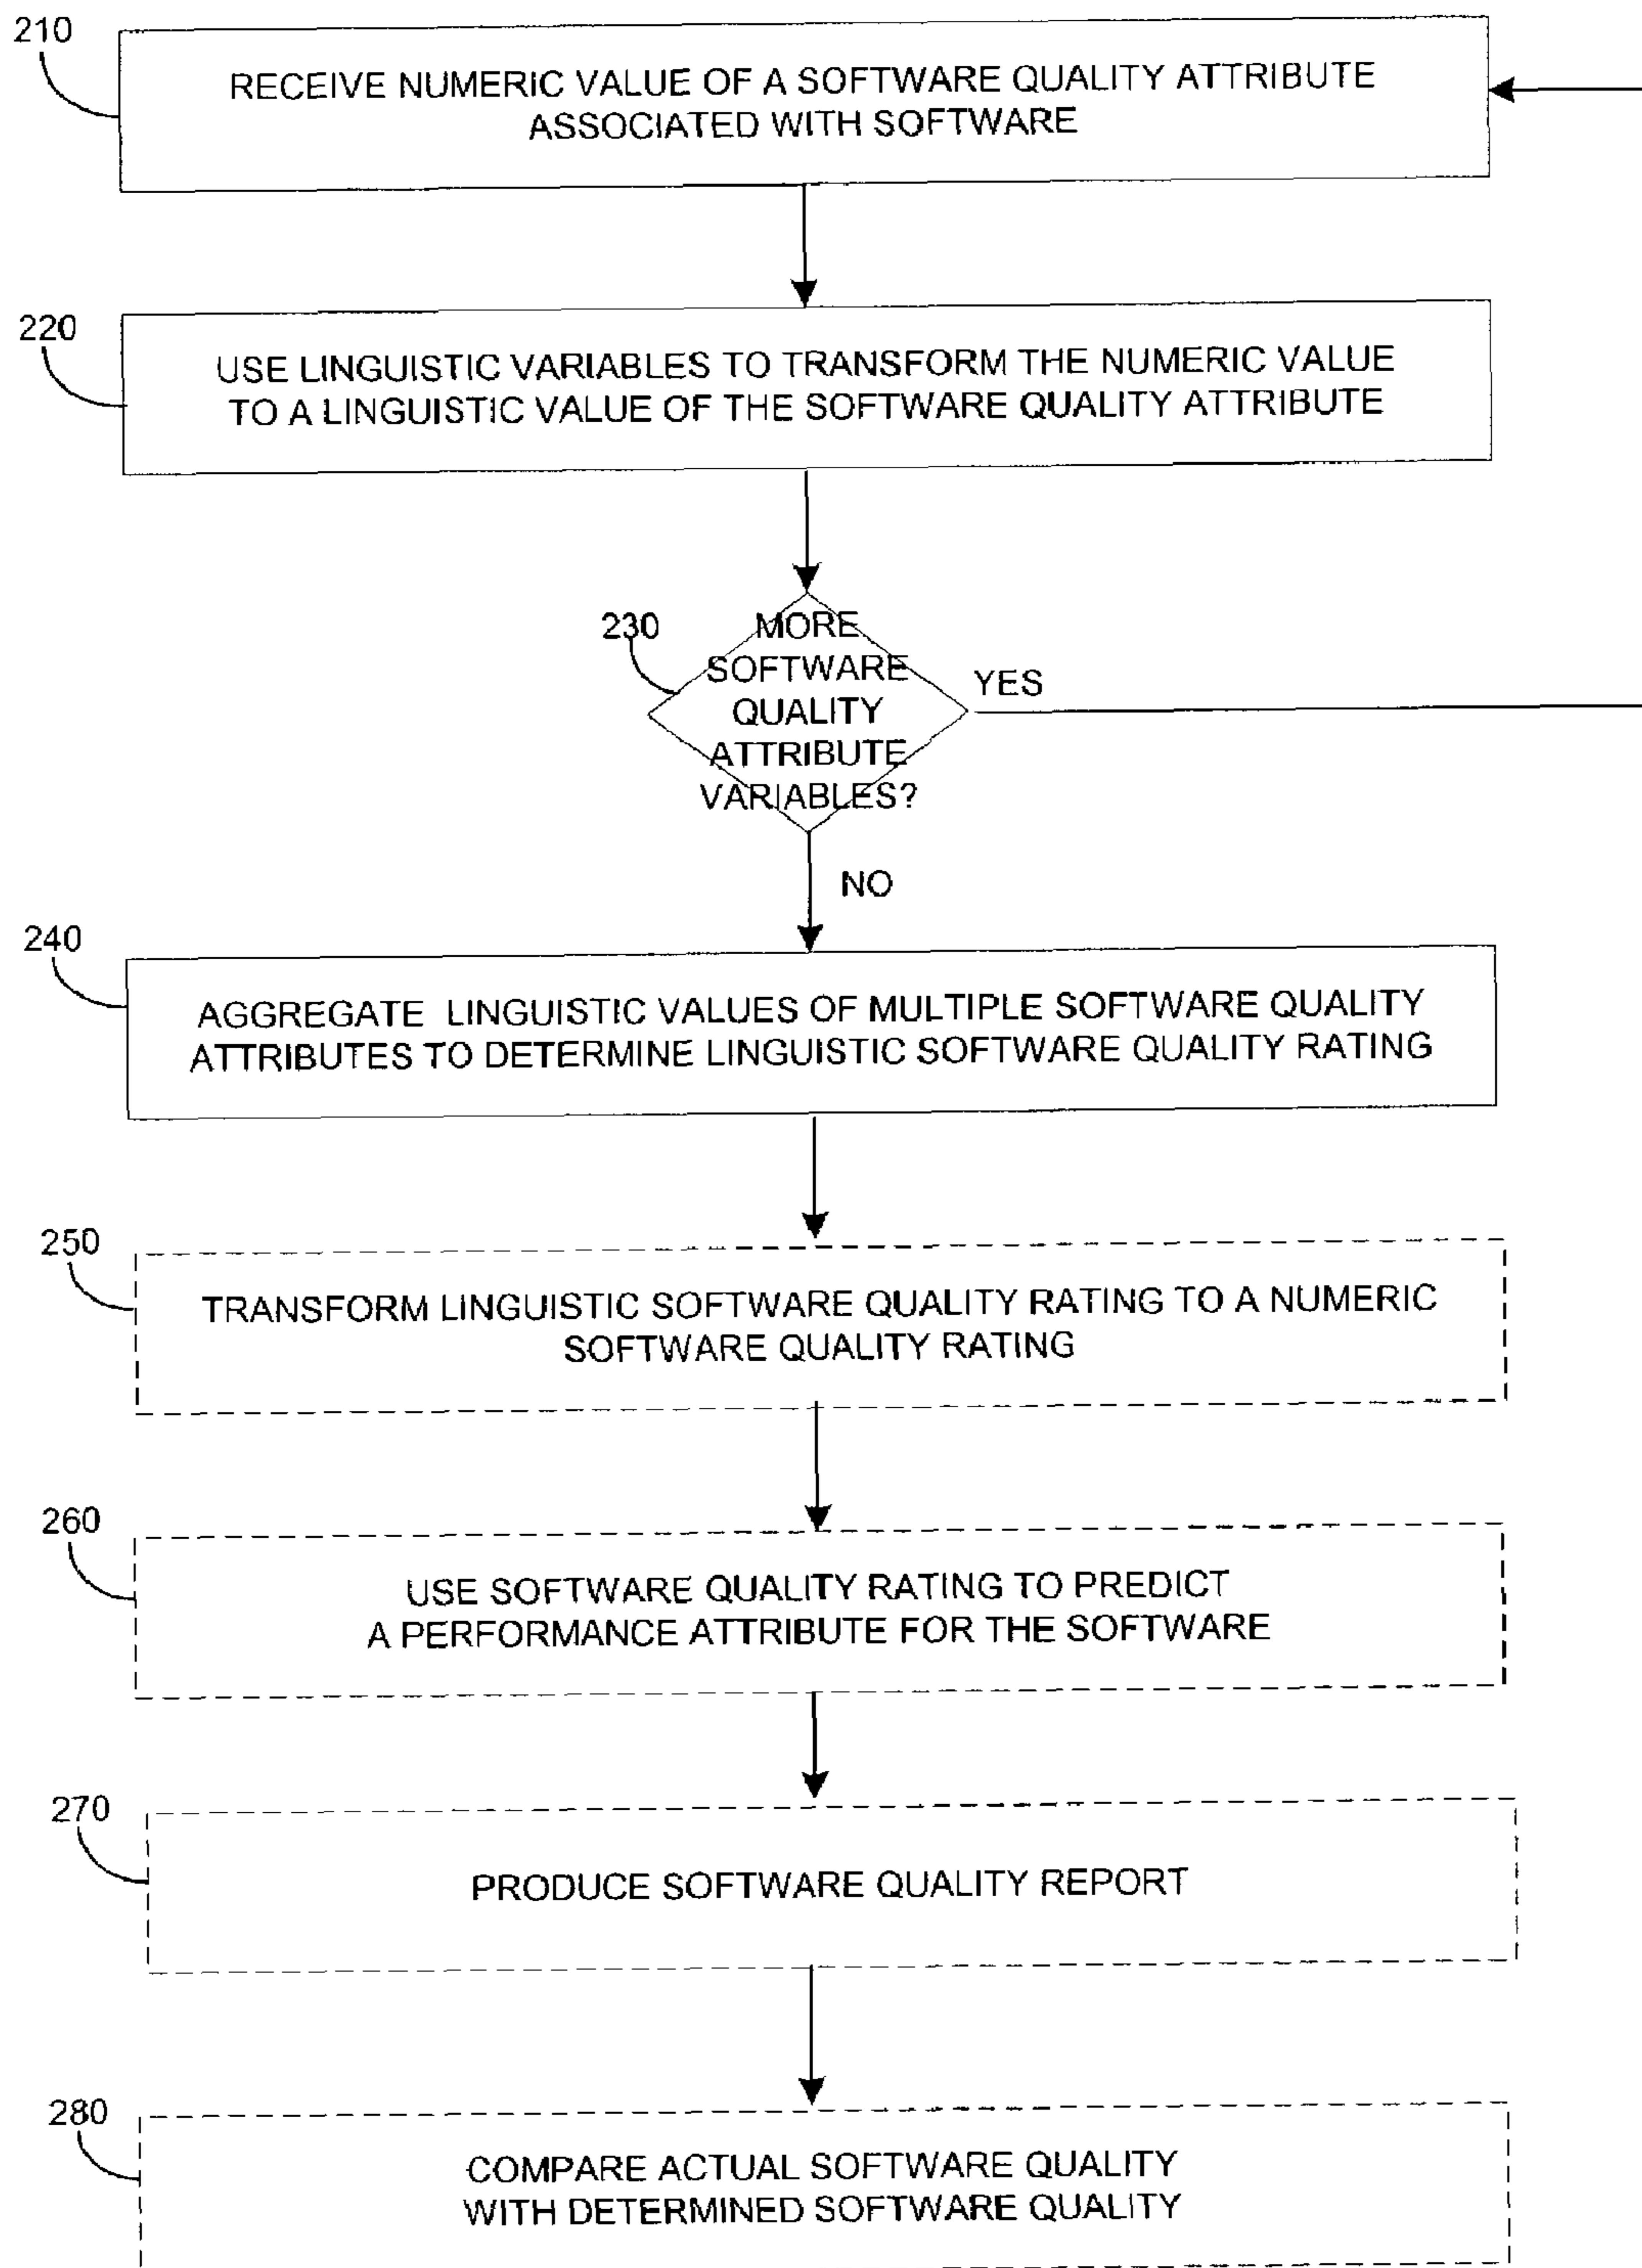 210
RECEIVE NUMERIC VALUE OF A SOFTWARE QUALITY ATTRIBUTE
ASSOCIATED WITH SOFTWARE
220
USE LINGUISTIC VARIABLES TO TRANSFORM THE NUMERIC VALUE
TO A LINGUISTIC VALUE OF THE SOFTWARE QUALITY ATTRIBUTE
230
MORE
SOFTWARE
QUALITY
ATTRIBUTE
VARIABLES?
YES
NO
240
AGGREGATE LINGUISTIC VALUES OF MULTIPLE SOFTWARE QUALITY
ATTRIBUTES TO DETERMINE LINGUISTIC SOFTWARE QUALITY RATING
250
TRANSFORM LINGUISTIC SOFTWARE QUALITY RATING TO A NUMERIC
SOFTWARE QUALITY RATING
260
USE SOFTWARE QUALITY RATING TO PREDICT
A PERFORMANCE ATTRIBUTE FOR THE SOFTWARE
270
PRODUCE SOFTWARE QUALITY REPORT
280
COMPARE ACTUAL SOFTWARE QUALITY
WITH DETERMINED SOFTWARE QUALITY